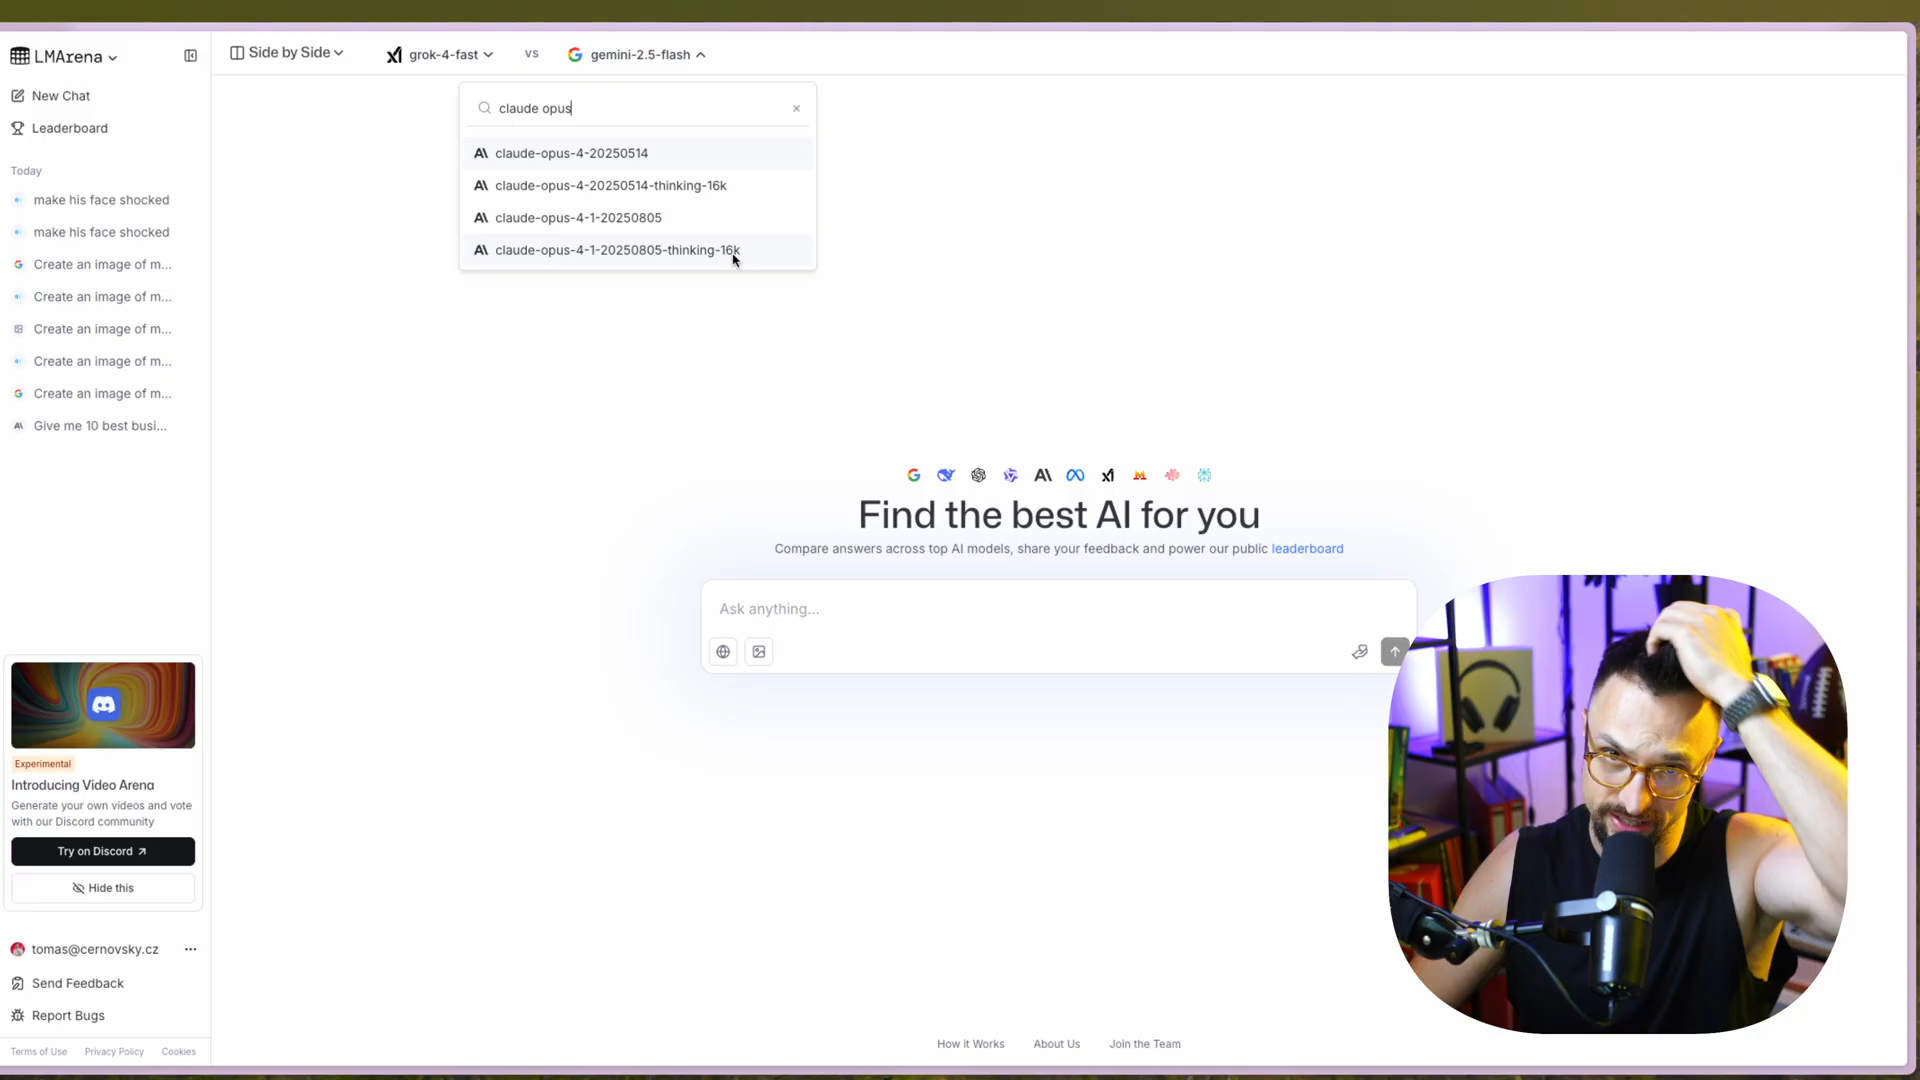 LMArena
Side by Side
grok-4-fast
VS
gemini-2.5-flash
New Chat
Leaderboard
Today
make his face shocked
make his face shocked
Create an image of m...
Create an image of m...
Create an image of m...
Create an image of m...
Create an image of m...
Give me 10 best busi...
claude opus
claude-opus-4-20250514
claude-opus-4-20250514-thinking-16k
claude-opus-4-1-20250805
claude-opus-4-1-20250805-thinking-16k
Find the best AI for you
Compare answers across top AI models, share your feedback and power our public leaderboard
Ask anything...
Experimental
Introducing Video Arena
Generate your own videos and vote
with our Discord community
Try on Discord
Hide this
tomas@cernovsky.cz
Send Feedback
Report Bugs
Terms of Use
Privacy Policy
Cookies
How it Works
About Us
Join the Team